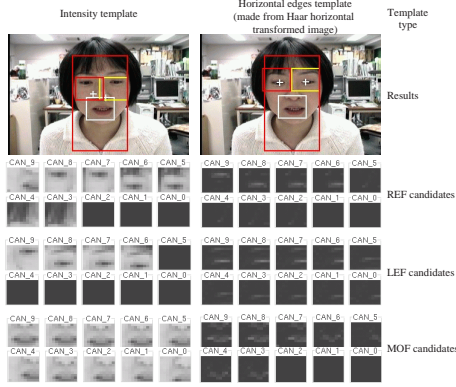 Intensity template
Horizontal edges template
(made from Haar horizontal
transformed image)
Template
type
Results
CAN_9 CAN_8 CAN_7 CAN_6 CAN_5 CAN_9 CAN_8 CAN_7 CAN_6 CAN_5
REF candidates
CAN_4 CAN_3 CAN_2 CAN_1 CAN_0 CAN_4 CAN_3 CAN_2 CAN_1 CAN_0
CAN_9 CAN_8 CAN_7 CAN_6 CAN_5 CAN_9 CAN_8 CAN_7 CAN_6 CAN_5
LEF candidates
CAN_4 CAN_3 CAN_2 CAN_1 CAN_0 CAN_4 CAN_3 CAN_2 CAN_1 CAN_0
CAN_9 CAN_8 CAN_7 CAN_6 CAN_5 CAN_9 CAN_8 CAN_7 CAN_6 CAN_5
MOF candidates
CAN_4 CAN_3 CAN_2 CAN_1 CAN_0 CAN_4 CAN_3 CAN_2 CAN_1 CAN_0